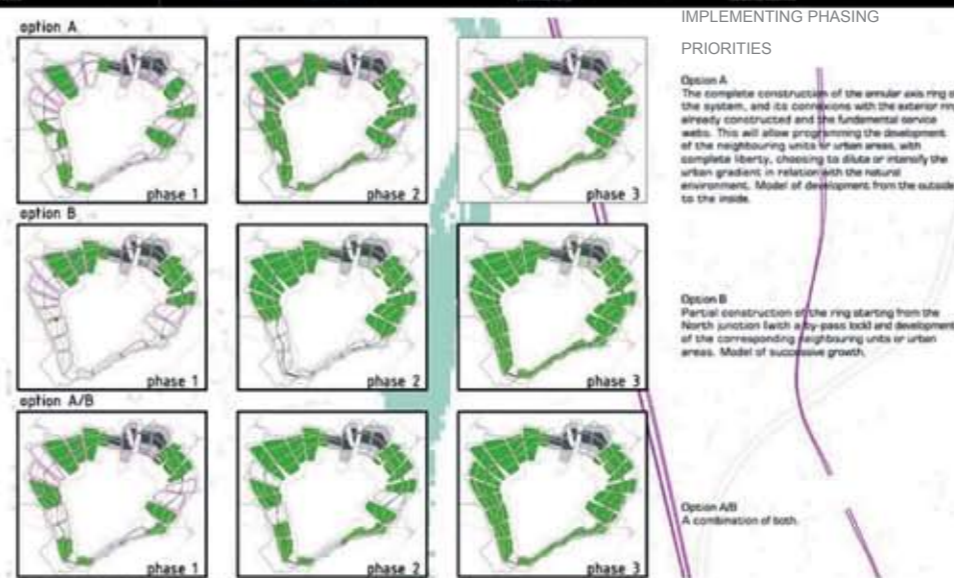 option A
phase 1
phase 2
phase 3
option B
phase 1
phase 2
phase 3
option A/B
phase 1
phase 2
phase 3
IMPLEMENTING PHASING
PRIORITIES
Option A
The complete construction of the annular axis ring of
the system, and its connexions with the exterior ring
already constructed and the fundamental service
webs. This will allow programming the development
of the neighbouring units or urban areas, with
complete liberty, choosing to dilute or intensify the
urban gradient in relation with the natural
environment. Model of development from the outside
to the inside.
Option B
Partial construction of the ring starting from the
North junction (with a by-pass lock) and development
of the corresponding neighbouring units or urban
areas. Model of successive growth.
Option A/B
A combination of both.